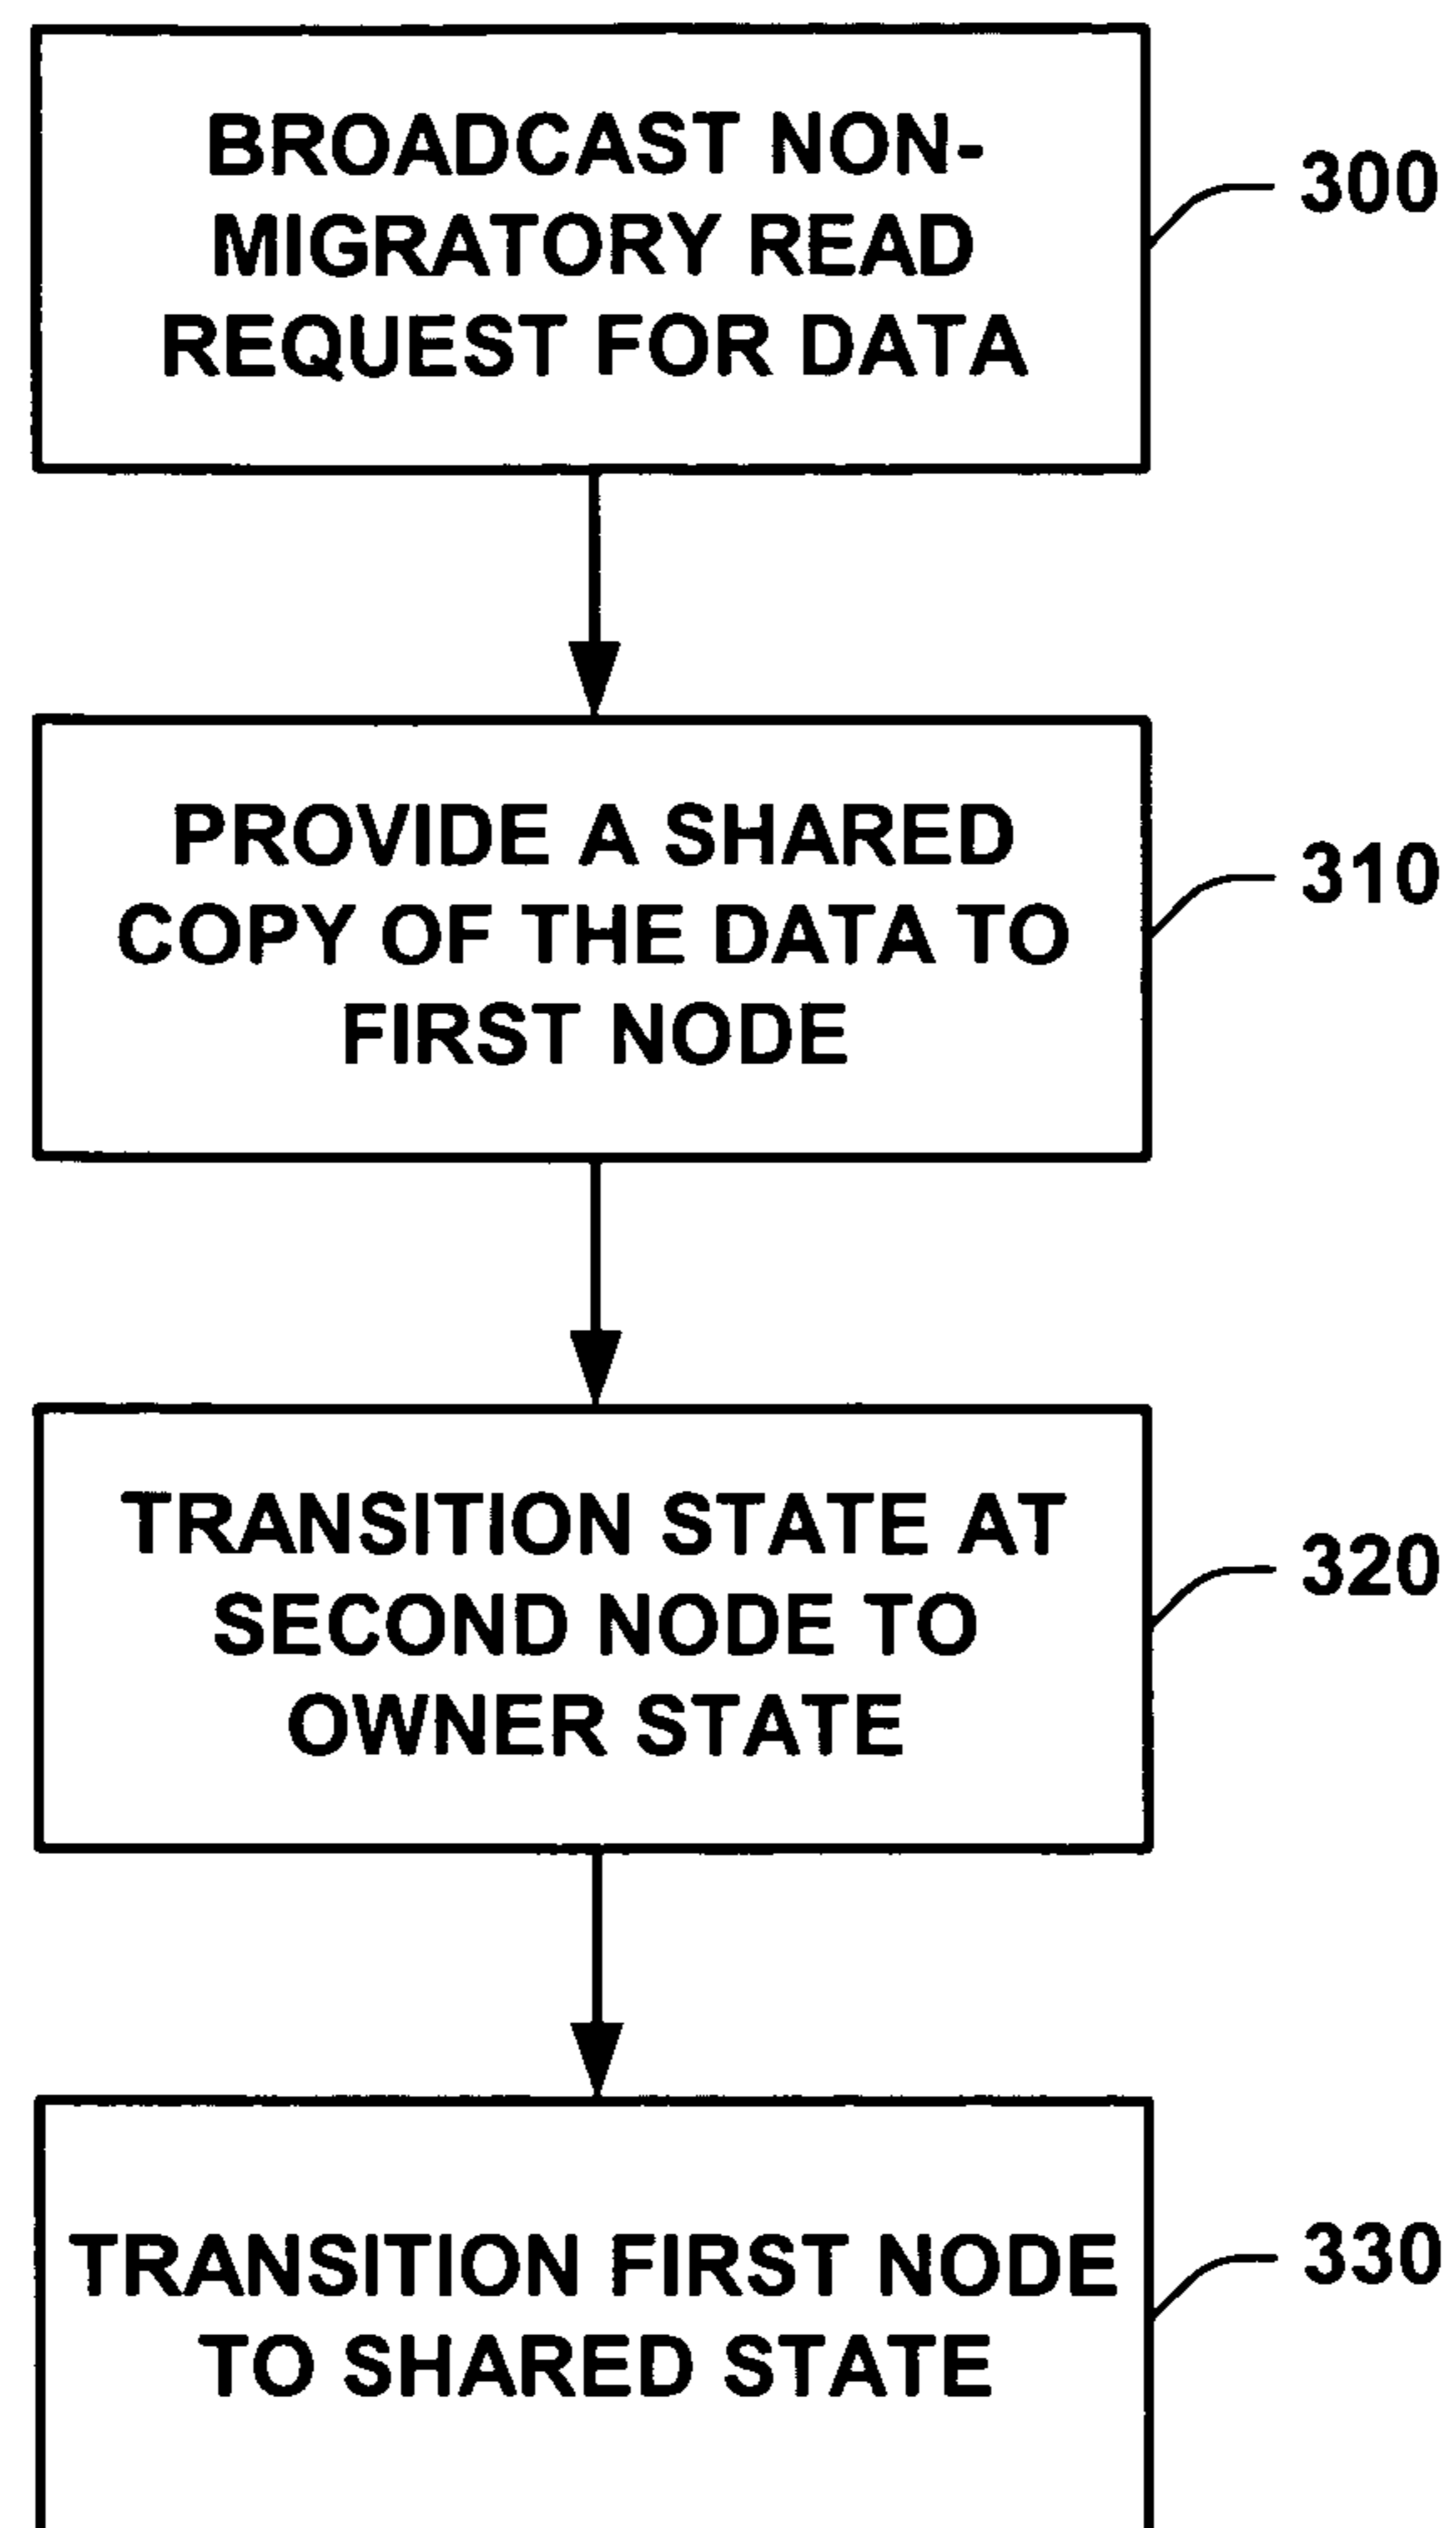 BROADCAST NON-
MIGRATORY READ
REQUEST FOR DATA
300
PROVIDE A SHARED
COPY OF THE DATA TO
FIRST NODE
310
TRANSITION STATE AT
SECOND NODE TO
OWNER STATE
320
TRANSITION FIRST NODE
TO SHARED STATE
330